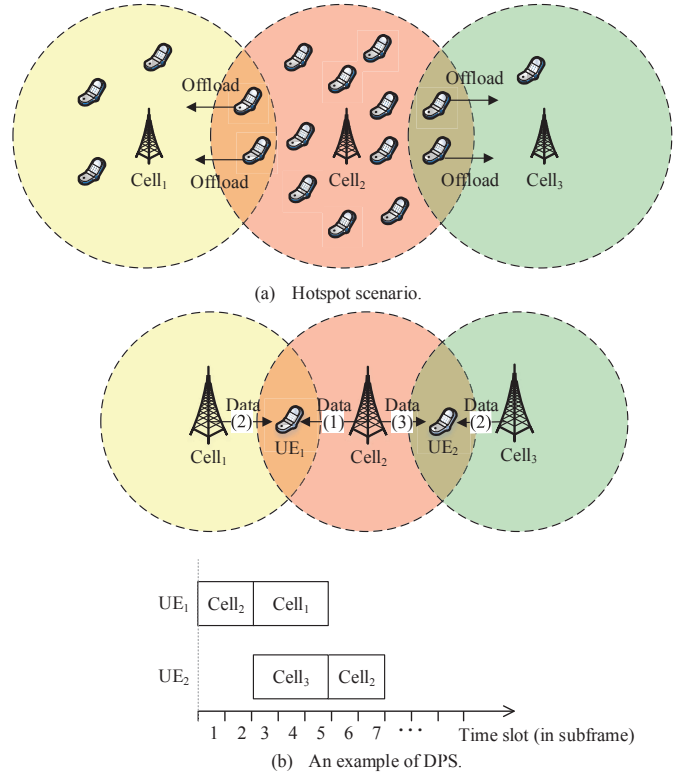 Offload Offload
Offload Offload
Cell₁ Cell₂ Cell₃
(a) Hotspot scenario.
Data Data Data Data
(2) (1) (3) (2)
UE₁ UE₂
Cell₁ Cell₂ Cell₃
UE₁ Cell₂ Cell₁
UE₂ Cell₃ Cell₂
1 2 3 4 5 6 7 ··· Time slot (in subframe)
(b) An example of DPS.